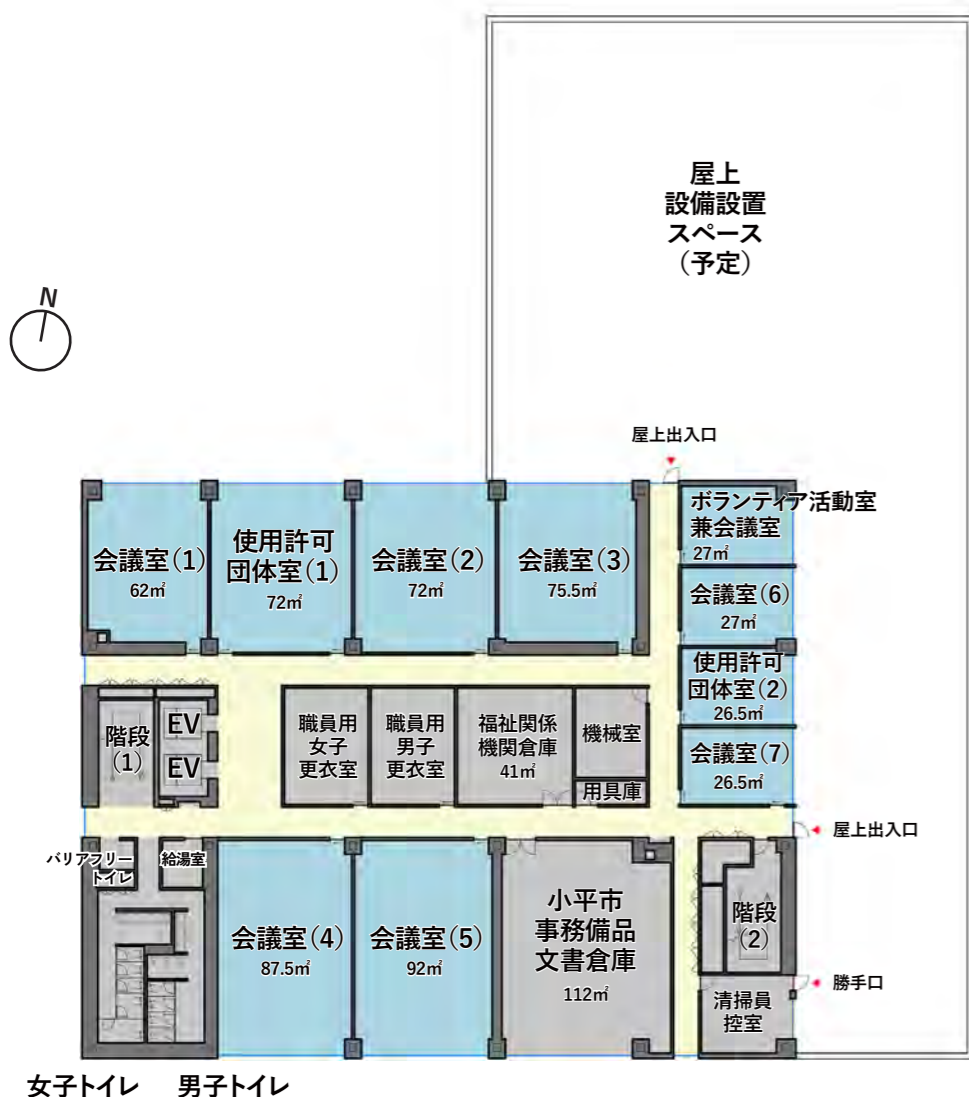 屋上
設備設置
スペース
（予定）
N
屋上出入口
ボランティア活動室
兼会議室
27㎡
会議室(1)
62㎡
使用許可
団体室(1)
72㎡
会議室(2)
72㎡
会議室(3)
75.5㎡
会議室(6)
27㎡
使用許可
団体室(2)
26.5㎡
会議室(7)
26.5㎡
階段
(1)
EV
EV
職員用
女子
更衣室
職員用
男子
更衣室
福祉関係
機関倉庫
41㎡
機械室
用具庫
屋上出入口
バリアフリー
トイレ
給湯室
会議室(4)
87.5㎡
会議室(5)
92㎡
小平市
事務備品
文書倉庫
112㎡
階段
(2)
勝手口
清掃員
控室
女子トイレ
男子トイレ